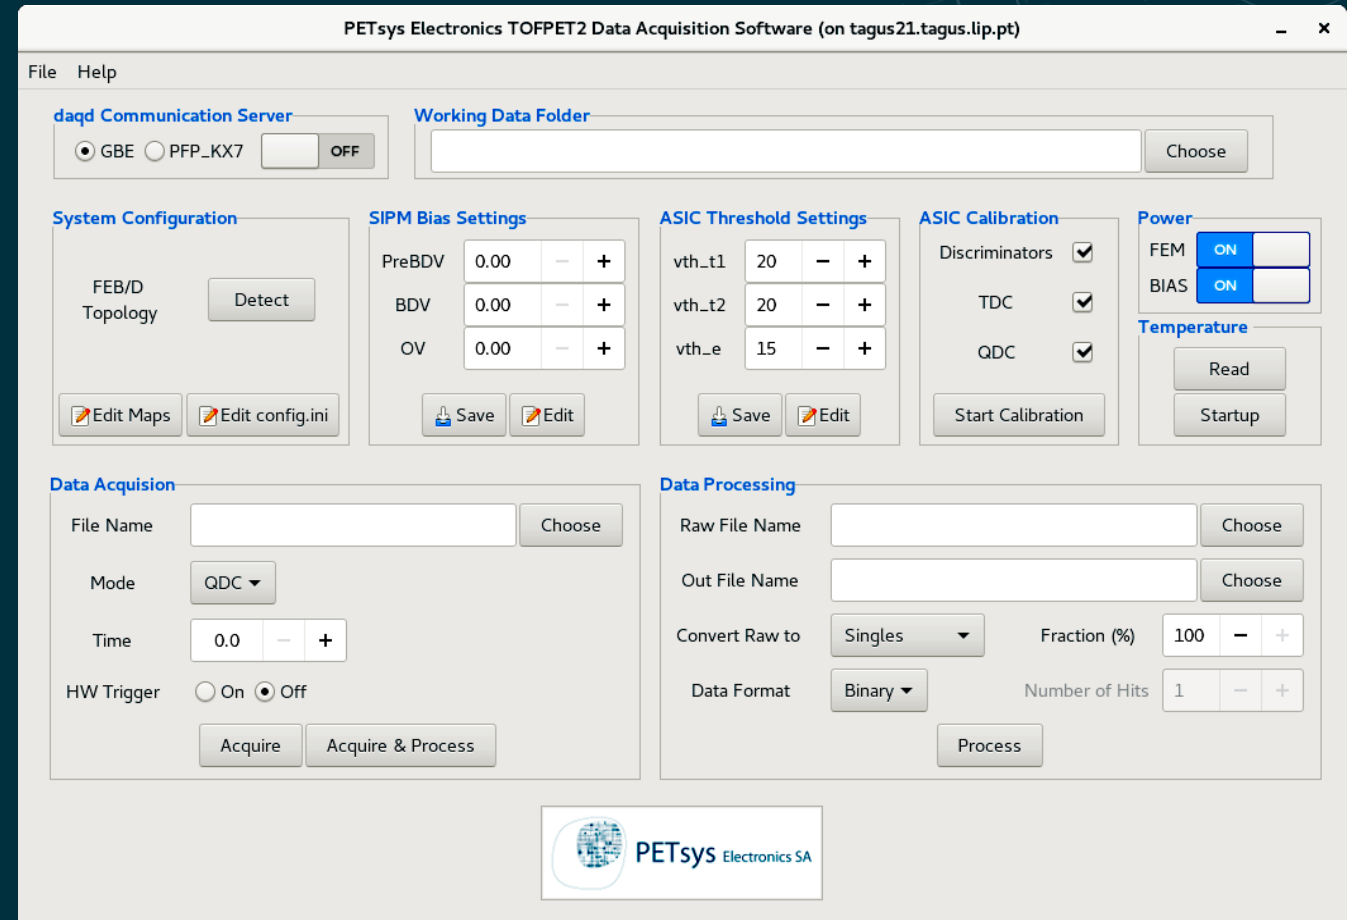 PETsys Electronics TOFPET2 Data Acquisition Software (on tagus21.tagus.lip.pt)
File Help
daqd Communication Server
GBE PFP_KX7 OFF
Working Data Folder
Choose
System Configuration
FEB/D
Topology
Detect
Edit Maps Edit config.ini
SIPM Bias Settings
PreBDV 0.00 − +
BDV 0.00 − +
OV 0.00 − +
Save Edit
ASIC Threshold Settings
vth_t1 20 − +
vth_t2 20 − +
vth_e 15 − +
Save Edit
ASIC Calibration
Discriminators
TDC
QDC
Start Calibration
Power
FEM ON
BIAS ON
Temperature
Read
Startup
Data Acquision
File Name Choose
Mode QDC
Time 0.0 − +
HW Trigger On Off
Acquire Acquire & Process
Data Processing
Raw File Name Choose
Out File Name Choose
Convert Raw to Singles Fraction (%) 100 − +
Data Format Binary Number of Hits 1 − +
Process
PETsys Electronics SA